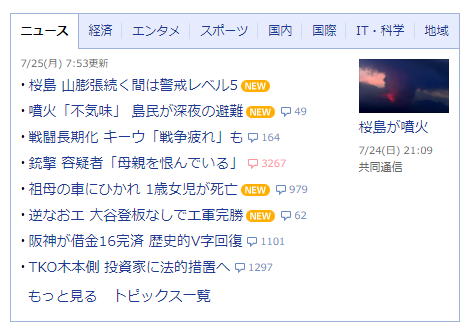 ニュース 経済 エンタメ スポーツ 国内 国際 IT・科学 地域
7/25(月) 7:53更新
・桜島 山膨張続く間は警戒レベル5 NEW
・噴火「不気味」 島民が深夜の避難 NEW 49
・戦闘長期化 キーウ「戦争疲れ」も 164
・銃撃 容疑者「母親を恨んでいる」 3267
・祖母の車にひかれ 1歳女児が死亡 NEW 979
・逆なおエ 大谷登板なしでエ軍完勝 NEW 62
・阪神が借金16完済 歴史的V字回復 1101
・TKO木本側 投資家に法的措置へ 1297
もっと見る トピックス一覧
桜島が噴火
7/24(日) 21:09
共同通信